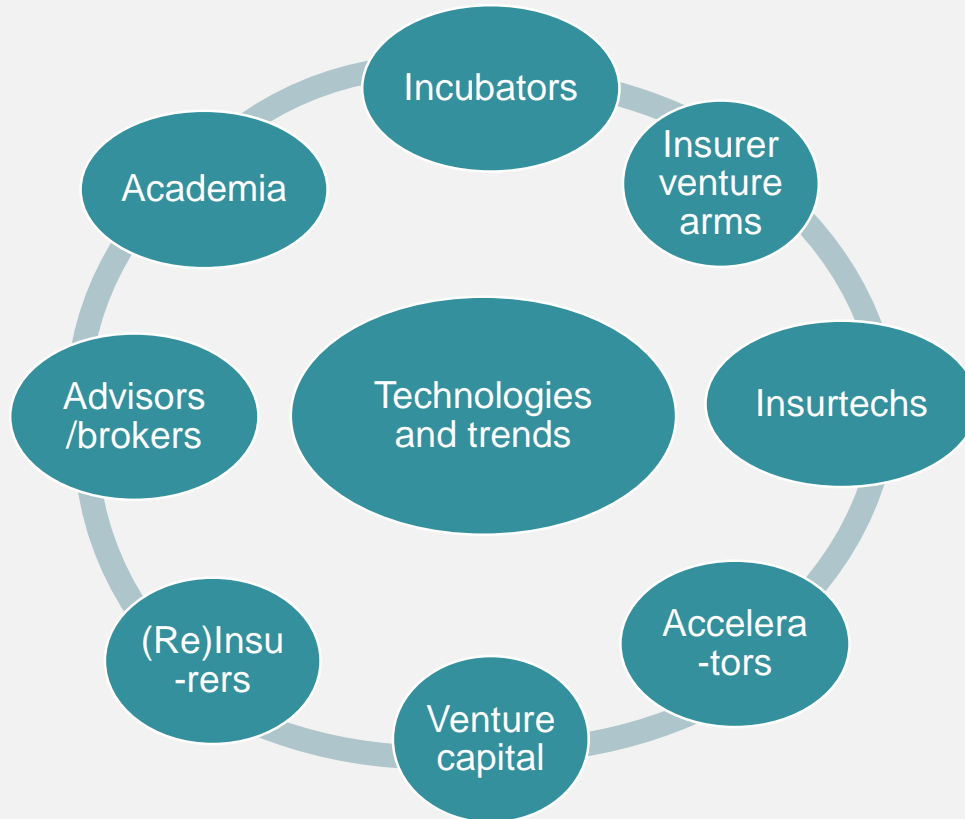 Incubators
Insurer
venture
arms
Insurtechs
Accelera
-tors
Venture
capital
(Re)Insu
-rers
Advisors
/brokers
Academia
Technologies
and trends